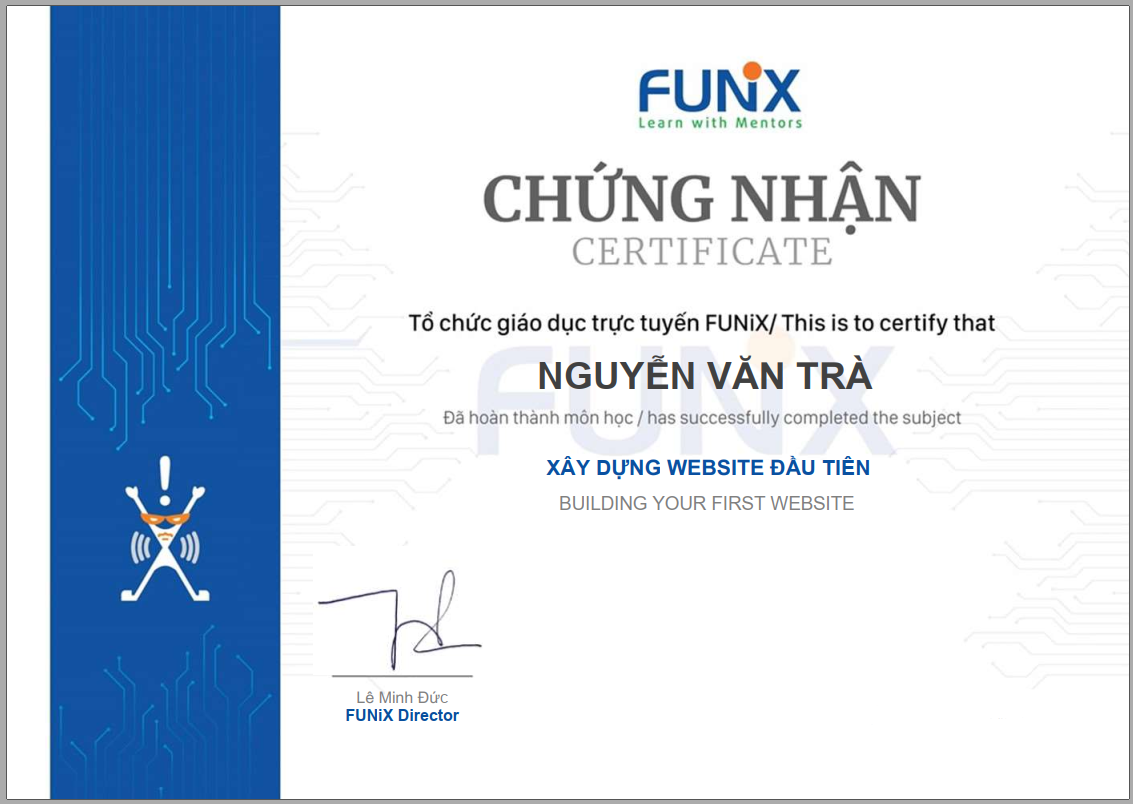 FUNiX
Learn with Mentors
CHỨNG NHẬN
CERTIFICATE
Tổ chức giáo dục trực tuyến FUNiX/ This is to certify that
NGUYỄN VĂN TRÀ
Đã hoàn thành môn học / has successfully completed the subject
XÂY DỰNG WEBSITE ĐẦU TIÊN
BUILDING YOUR FIRST WEBSITE
Lê Minh Đức
FUNiX Director